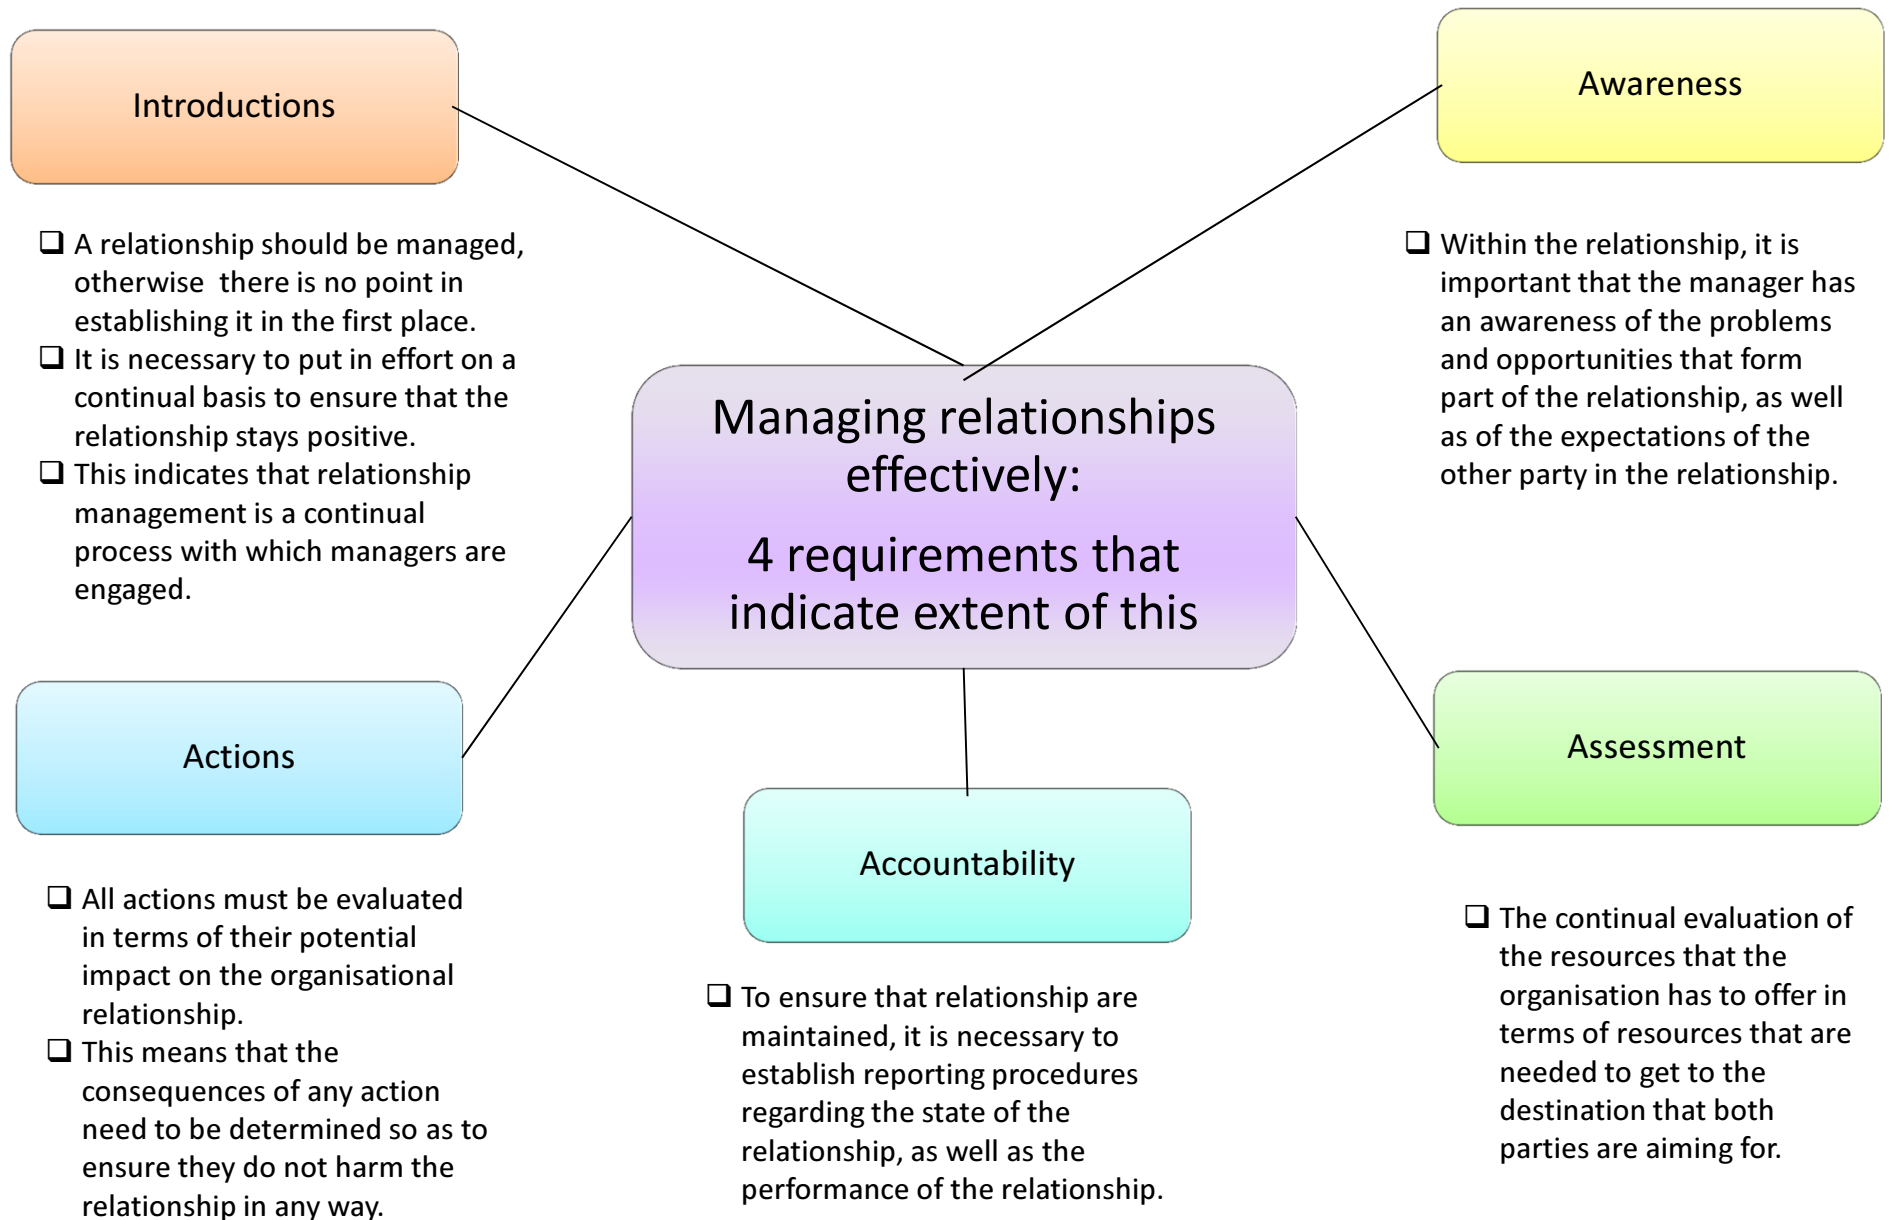 Introductions
❑ A relationship should be managed,
otherwise there is no point in
establishing it in the first place.
❑ It is necessary to put in effort on a
continual basis to ensure that the
relationship stays positive.
❑ This indicates that relationship
management is a continual
process with which managers are
engaged.
Awareness
❑ Within the relationship, it is
important that the manager has
an awareness of the problems
and opportunities that form
part of the relationship, as well
as of the expectations of the
other party in the relationship.
Managing relationships
effectively:
4 requirements that
indicate extent of this
Actions
❑ All actions must be evaluated
in terms of their potential
impact on the organisational
relationship.
❑ This means that the
consequences of any action
need to be determined so as to
ensure they do not harm the
relationship in any way.
Accountability
❑ To ensure that relationship are
maintained, it is necessary to
establish reporting procedures
regarding the state of the
relationship, as well as the
performance of the relationship.
Assessment
❑ The continual evaluation of
the resources that the
organisation has to offer in
terms of resources that are
needed to get to the
destination that both
parties are aiming for.